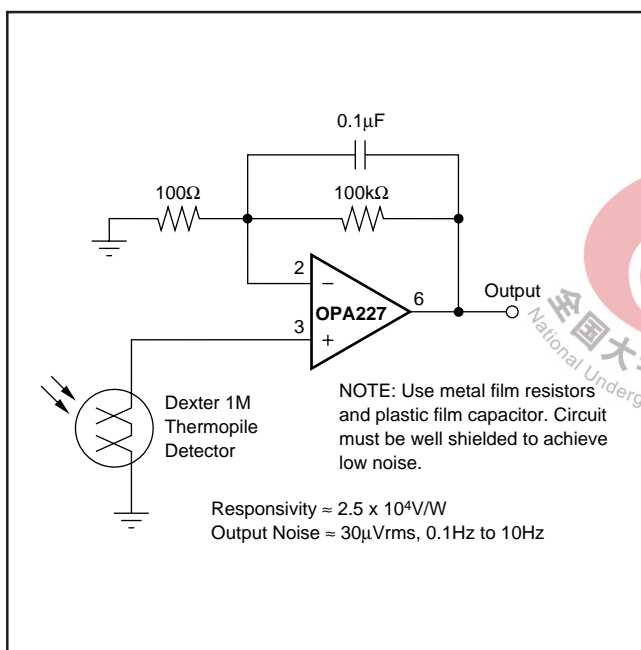 0.1µF
100Ω
100kΩ
2
6
Output
OPA227
3
Dexter 1M
Thermopile
Detector
NOTE: Use metal film resistors
and plastic film capacitor. Circuit
must be well shielded to achieve
low noise.
Responsivity ≈ 2.5 x 10⁴V/W
Output Noise ≈ 30µVrms, 0.1Hz to 10Hz
全国大
National Underg